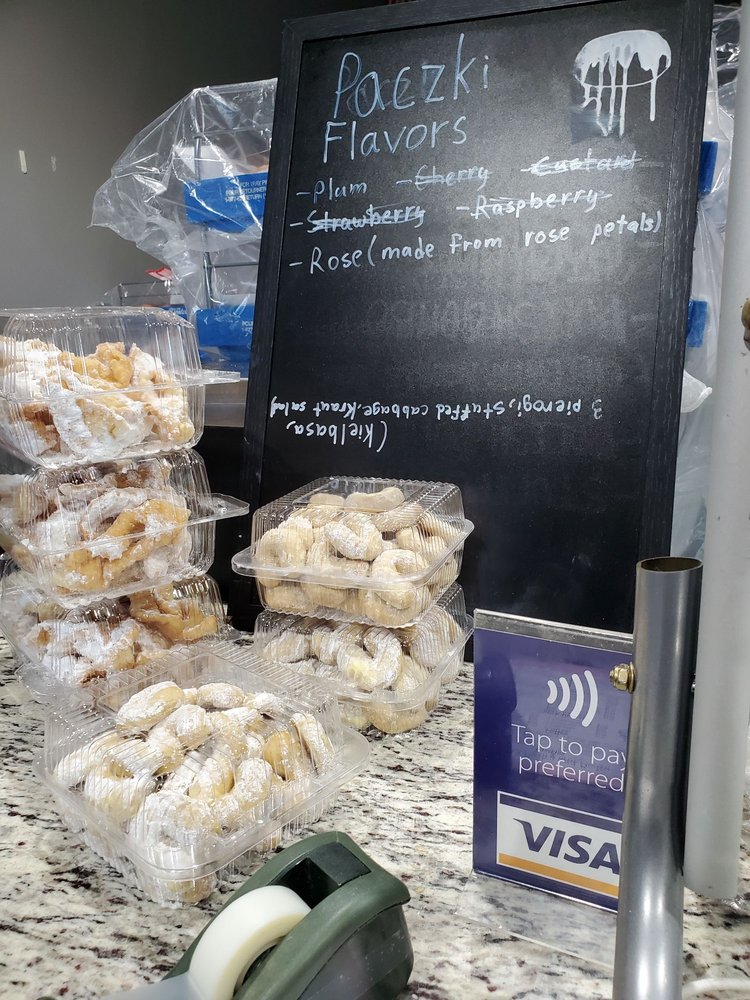 Paczki
Flavors
-Plum -Cherry -Custard
-Strawberry -Raspberry
-Rose (made from rose petals)
(kielbasa,
3 pierogi, stuffed cabbage, kraut salad
Tap to pay
preferred
VISA